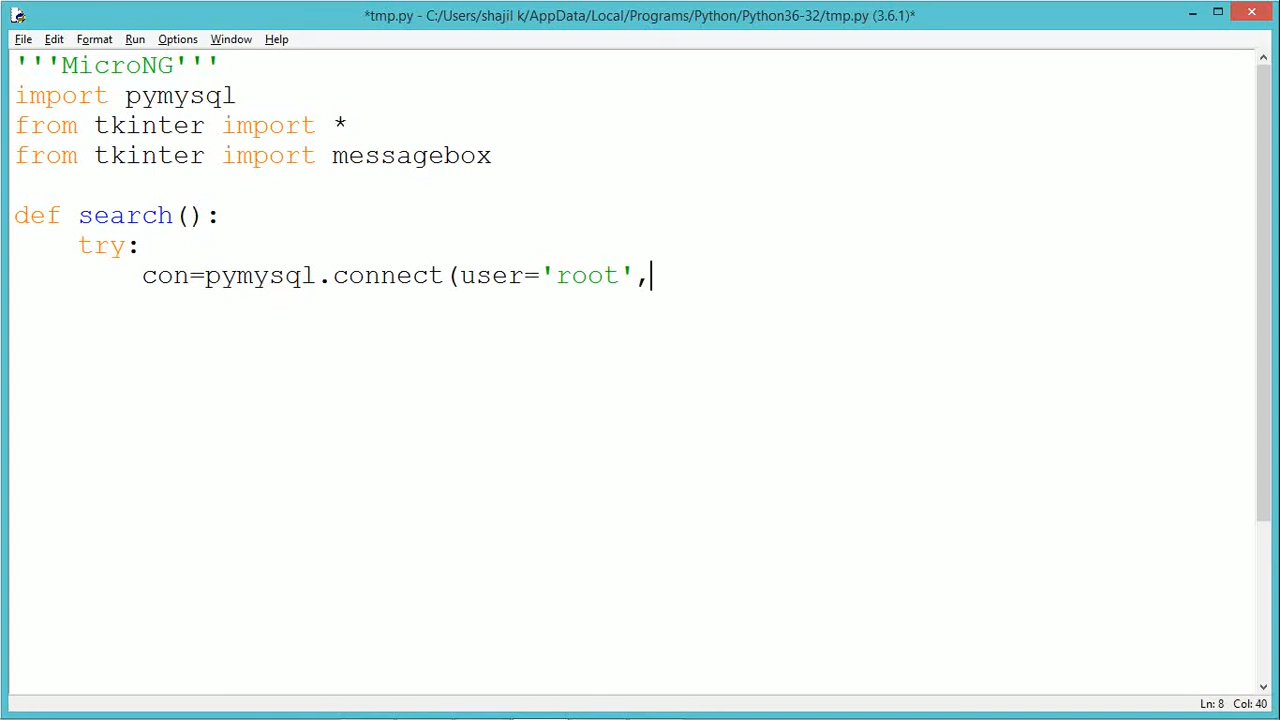 *tmp.py - C:/Users/shajil k/AppData/Local/Programs/Python/Python36-32/tmp.py (3.6.1)*
File Edit Format Run Options Window Help
'''MicroNG'''
import pymysql
from tkinter import *
from tkinter import messagebox
def search():
    try:
        con=pymysql.connect(user='root',
Ln: 8 Col: 40